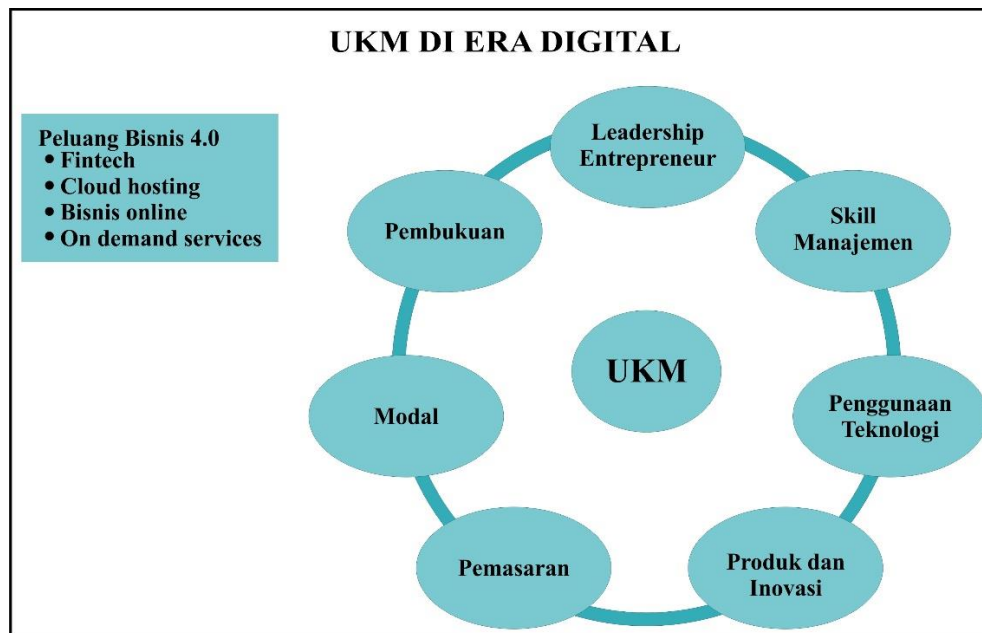 UKM DI ERA DIGITAL
Peluang Bisnis 4.0
• Fintech
• Cloud hosting
• Bisnis online
• On demand services
Leadership
Entrepreneur
Skill
Manajemen
Penggunaan
Teknologi
Produk dan
Inovasi
Pemasaran
Modal
Pembukuan
UKM